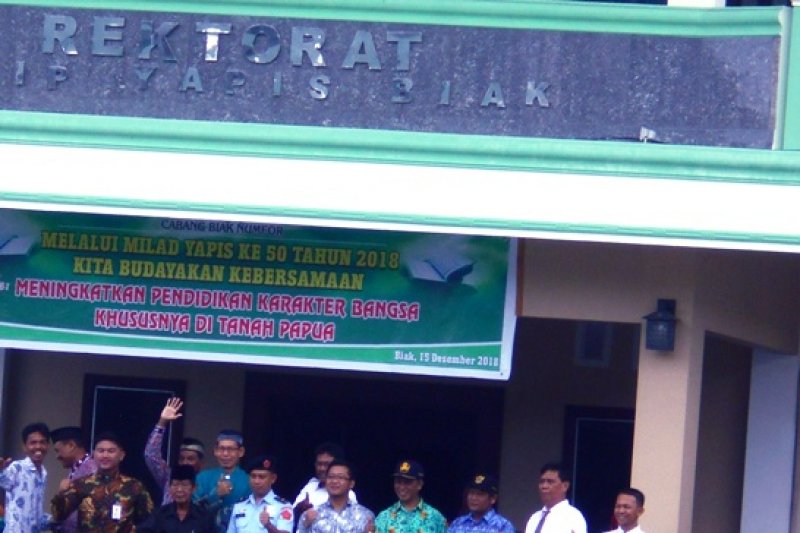 REKTORAT
IP YAPIS BIAK
CABANG BIAK NUMFOR
MELALUI MILAD YAPIS KE 50 TAHUN 2018
KITA BUDAYAKAN KEBERSAMAAN
MENINGKATKAN PENDIDIKAN KARAKTER BANGSA
KHUSUSNYA DI TANAH PAPUA
Biak, 15 Desember 2018